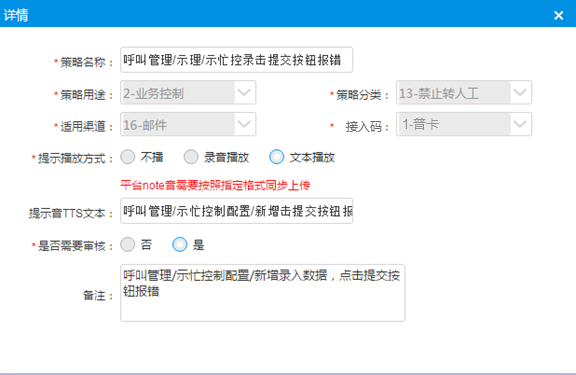 详情
*策略名称： 呼叫管理/示理/示忙控录击提交按钮报错
*策略用途： 2-业务控制 *策略分类： 13-禁止转人工
*适用渠道： 16-邮件 * 接入码： 1-普卡
*提示播放方式： 不播 录音播放 文本播放
平台note音需要按照指定格式同步上传
提示音TTS文本： 呼叫管理/示忙控制配置/新增击提交按钮报
*是否需要审核： 否 是
备注： 呼叫管理/示忙控制配置/新增录入数据，点击提交按
钮报错